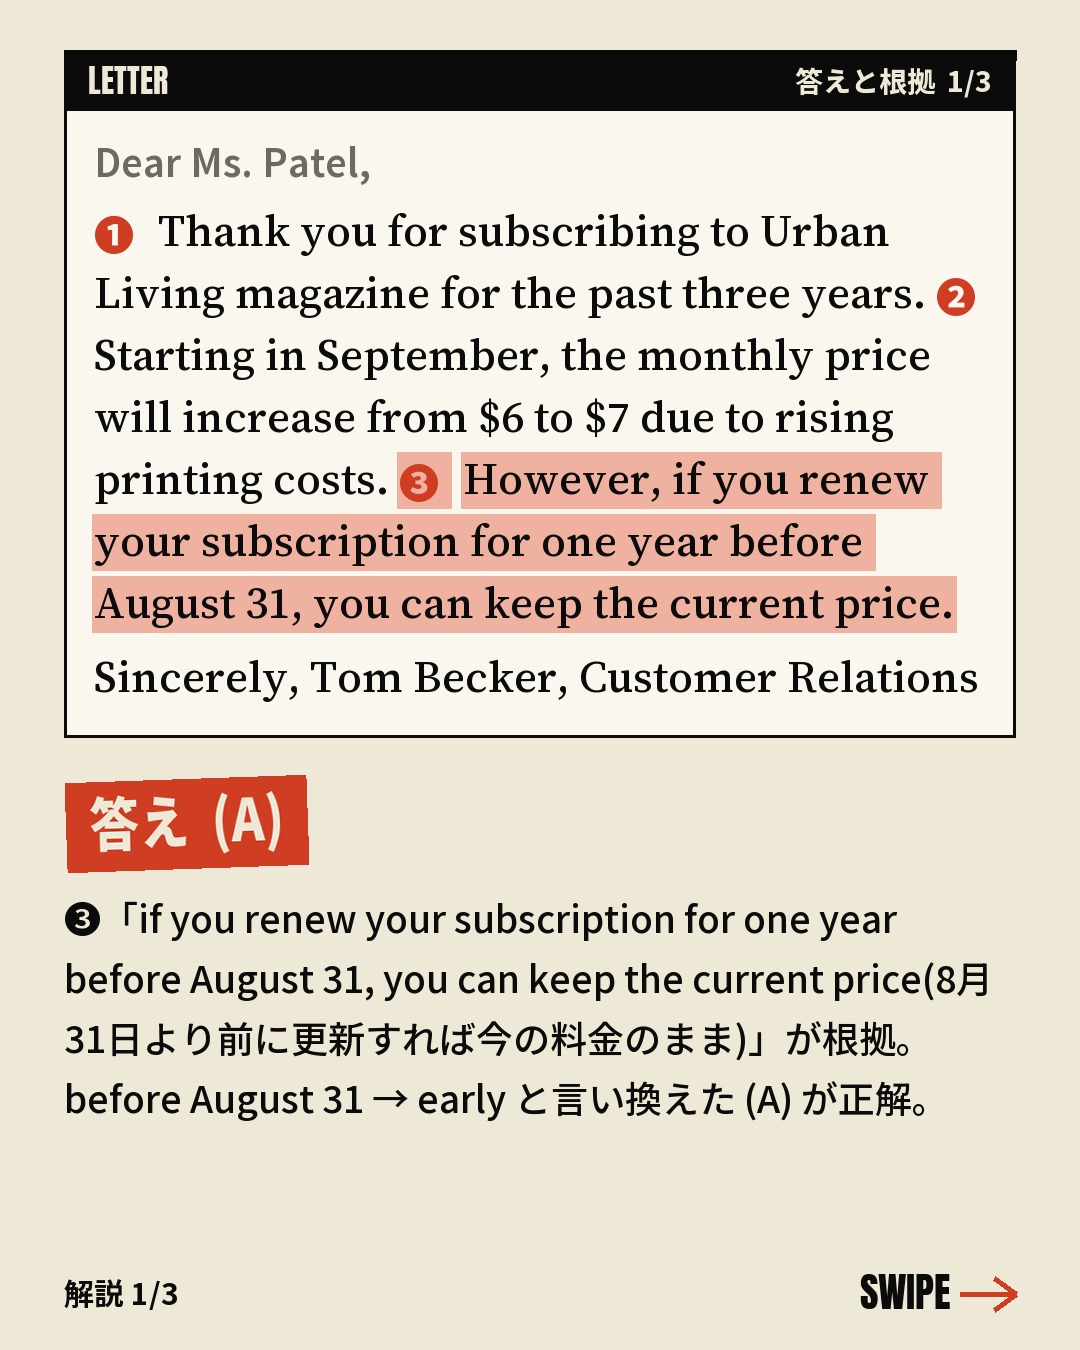 LETTER
答えと根拠 1/3
Dear Ms. Patel,
❶ Thank you for subscribing to Urban
Living magazine for the past three years. ❷
Starting in September, the monthly price
will increase from $6 to $7 due to rising
printing costs. ❸ However, if you renew
your subscription for one year before
August 31, you can keep the current price.
Sincerely, Tom Becker, Customer Relations
答え (A)
❸「if you renew your subscription for one year
before August 31, you can keep the current price(8月
31日より前に更新すれば今の料金のまま)」が根拠。
before August 31 → early と言い換えた (A) が正解。
解説 1/3
SWIPE →